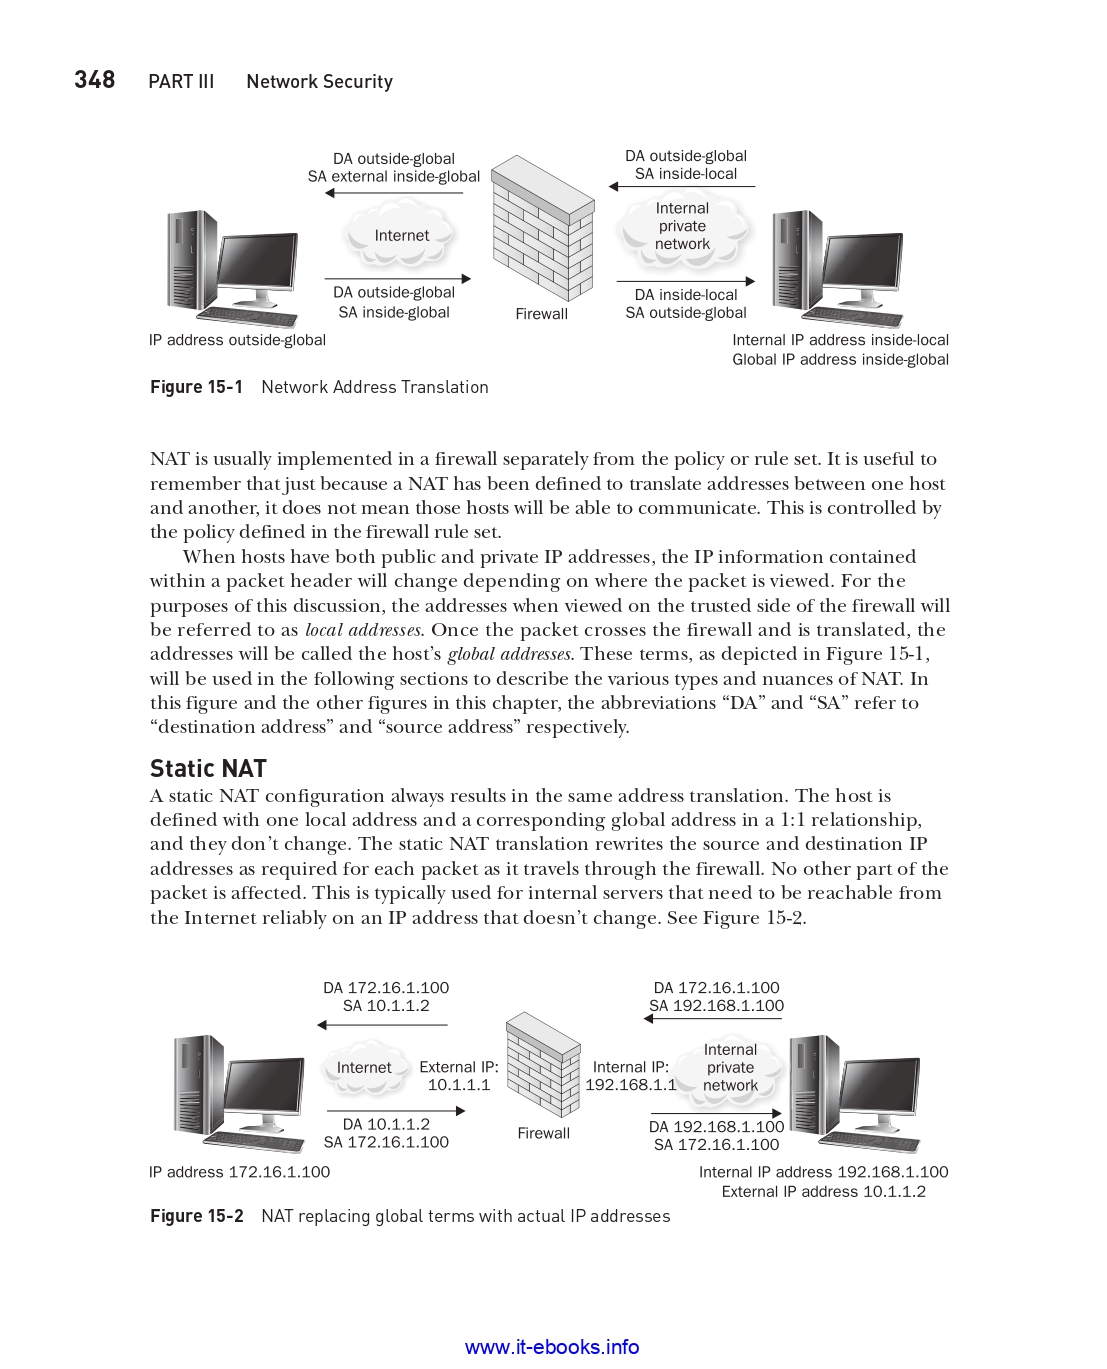 348 PART III Network Security
DA outside-global
SA external inside-global
DA outside-global
SA inside-local
Internet
Internal
private
network
DA outside-global
SA inside-global
Firewall
DA inside-local
SA outside-global
IP address outside-global
Internal IP address inside-local
Global IP address inside-global
Figure 15-1 Network Address Translation
NAT is usually implemented in a firewall separately from the policy or rule set. It is useful to
remember that just because a NAT has been defined to translate addresses between one host
and another, it does not mean those hosts will be able to communicate. This is controlled by
the policy defined in the firewall rule set.
When hosts have both public and private IP addresses, the IP information contained
within a packet header will change depending on where the packet is viewed. For the
purposes of this discussion, the addresses when viewed on the trusted side of the firewall will
be referred to as local addresses. Once the packet crosses the firewall and is translated, the
addresses will be called the host’s global addresses. These terms, as depicted in Figure 15-1,
will be used in the following sections to describe the various types and nuances of NAT. In
this figure and the other figures in this chapter, the abbreviations “DA” and “SA” refer to
“destination address” and “source address” respectively.
Static NAT
A static NAT configuration always results in the same address translation. The host is
defined with one local address and a corresponding global address in a 1:1 relationship,
and they don’t change. The static NAT translation rewrites the source and destination IP
addresses as required for each packet as it travels through the firewall. No other part of the
packet is affected. This is typically used for internal servers that need to be reachable from
the Internet reliably on an IP address that doesn’t change. See Figure 15-2.
DA 172.16.1.100
SA 10.1.1.2
DA 172.16.1.100
SA 192.168.1.100
Internet
External IP:
10.1.1.1
Internal IP:
192.168.1.1
Internal
private
network
DA 10.1.1.2
SA 172.16.1.100
Firewall
DA 192.168.1.100
SA 172.16.1.100
IP address 172.16.1.100
Internal IP address 192.168.1.100
External IP address 10.1.1.2
Figure 15-2 NAT replacing global terms with actual IP addresses
www.it-ebooks.info